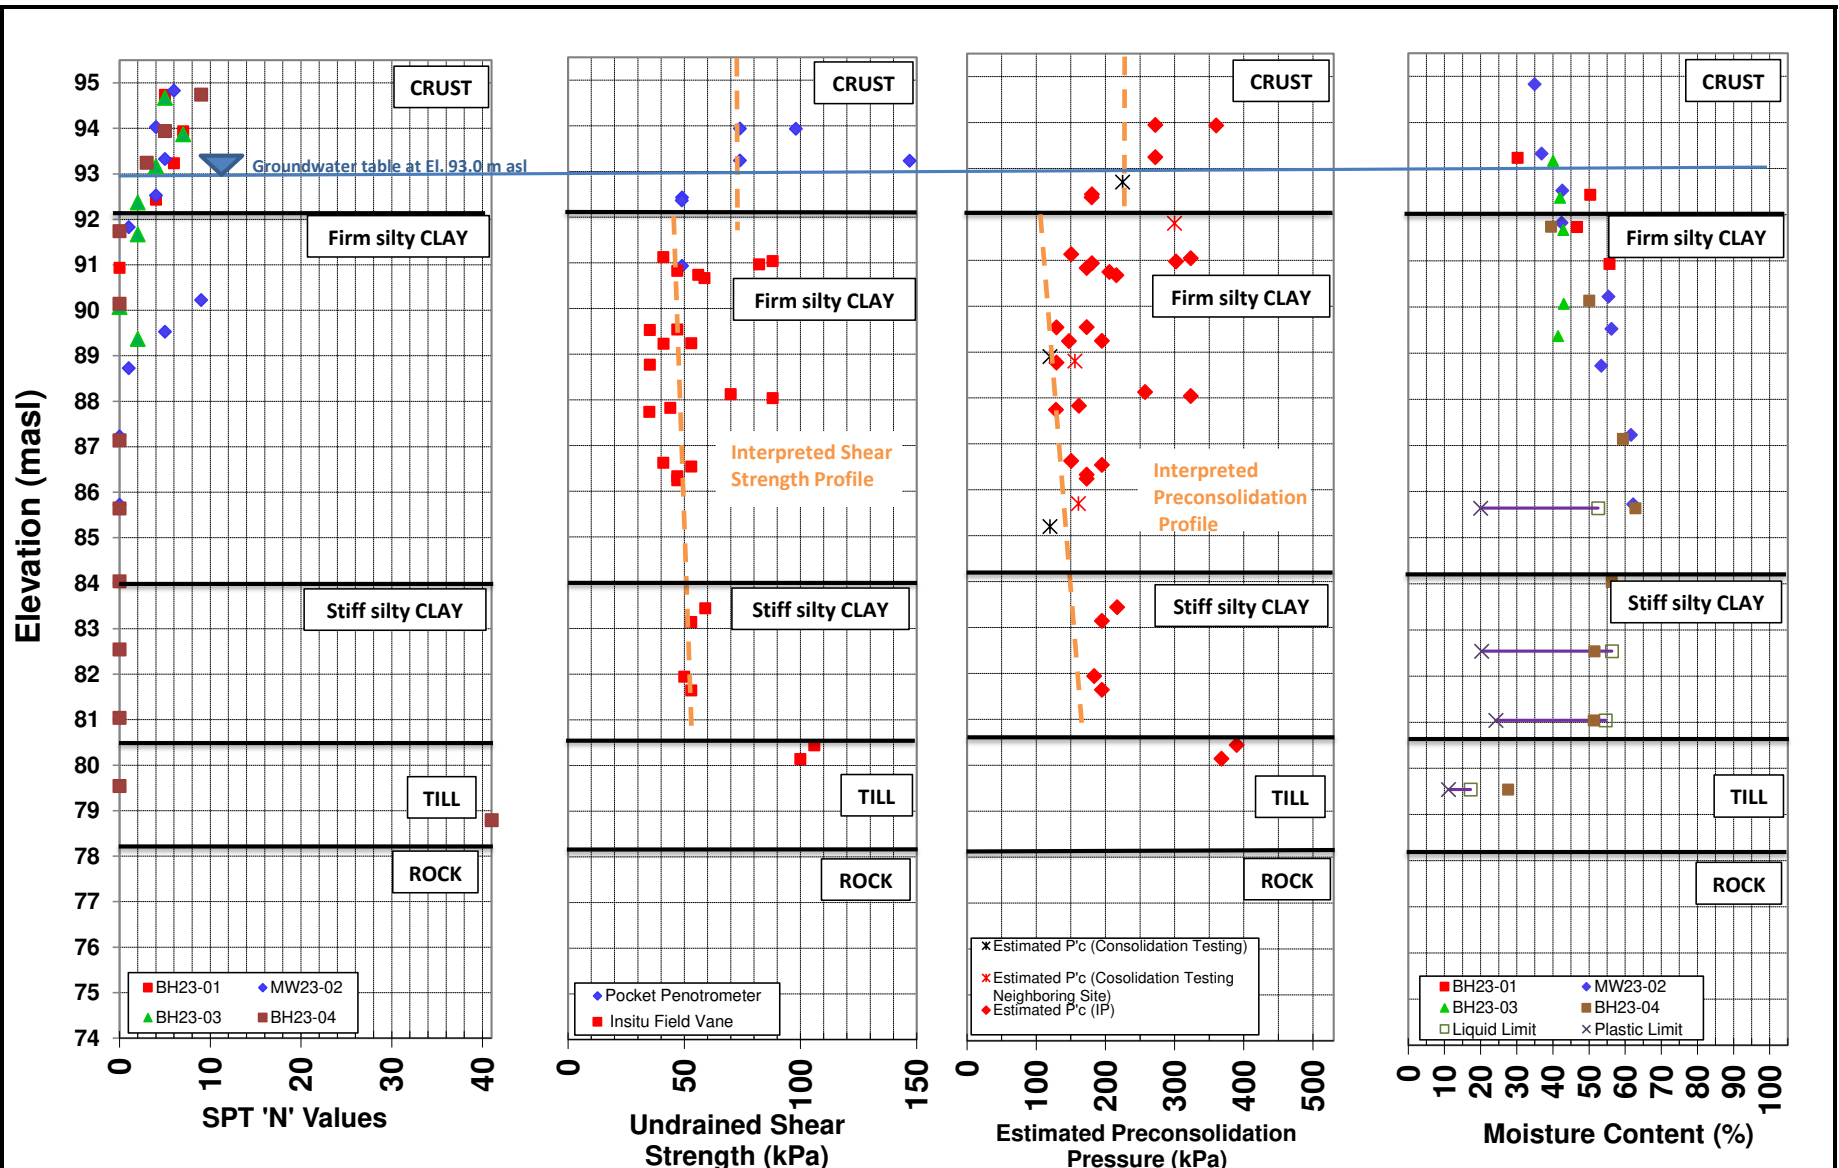 CRUST
CRUST
CRUST
CRUST
Groundwater table at El. 93.0 m asl
Firm silty CLAY
Firm silty CLAY
Firm silty CLAY
Firm silty CLAY
Interpreted Shear
Strength Profile
Interpreted
Preconsolidation
Profile
Stiff silty CLAY
Stiff silty CLAY
Stiff silty CLAY
Stiff silty CLAY
TILL
TILL
TILL
TILL
ROCK
ROCK
ROCK
ROCK
Elevation (masl)
95
94
93
92
91
90
89
88
87
86
85
84
83
82
81
80
79
78
77
76
75
74
BH23-01 MW23-02
BH23-03 BH23-04
0 10 20 30 40
SPT 'N' Values
Pocket Penotrometer
Insitu Field Vane
0 50 100 150
Undrained Shear
Strength (kPa)
Estimated P'c (Consolidation Testing)
Estimated P'c (Cosolidation Testing
Neighboring Site)
Estimated P'c (IP)
0 100 200 300 400 500
Estimated Preconsolidation
Pressure (kPa)
BH23-01 MW23-02
BH23-03 BH23-04
Liquid Limit Plastic Limit
0 10 20 30 40 50 60 70 80 90 100
Moisture Content (%)